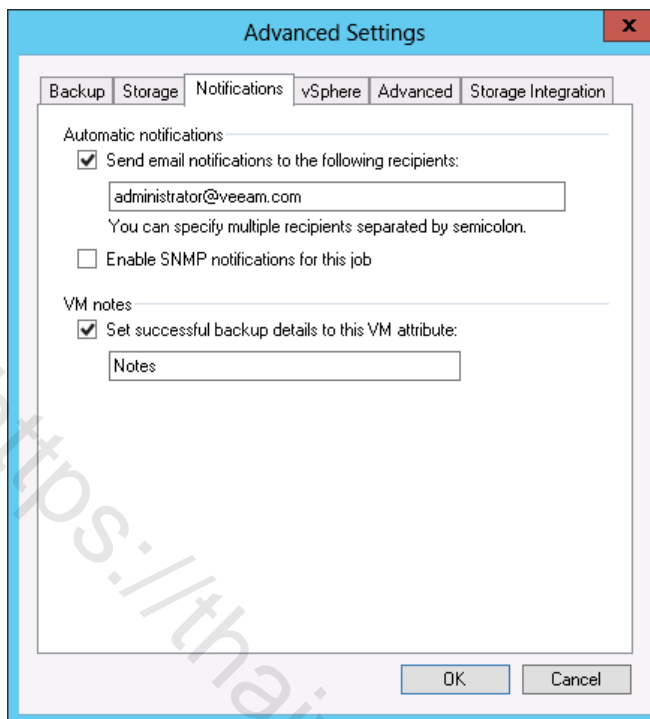 Advanced Settings
x
Backup Storage Notifications vSphere Advanced Storage Integration
Automatic notifications
Send email notifications to the following recipients:
administrator@veeam.com
You can specify multiple recipients separated by semicolon.
Enable SNMP notifications for this job
VM notes
Set successful backup details to this VM attribute:
Notes
OK Cancel